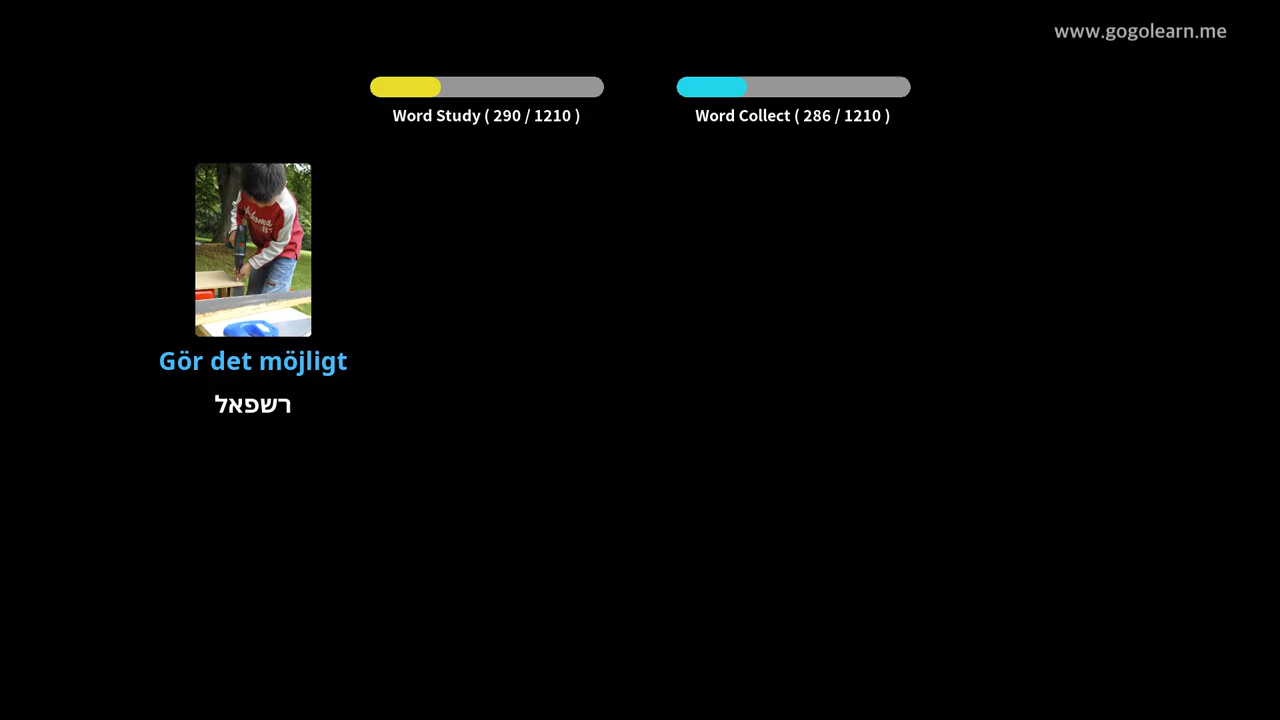 www.gogolearn.me
Word Study ( 290 / 1210 )
Word Collect ( 286 / 1210 )
Gör det möjligt
רשפאל